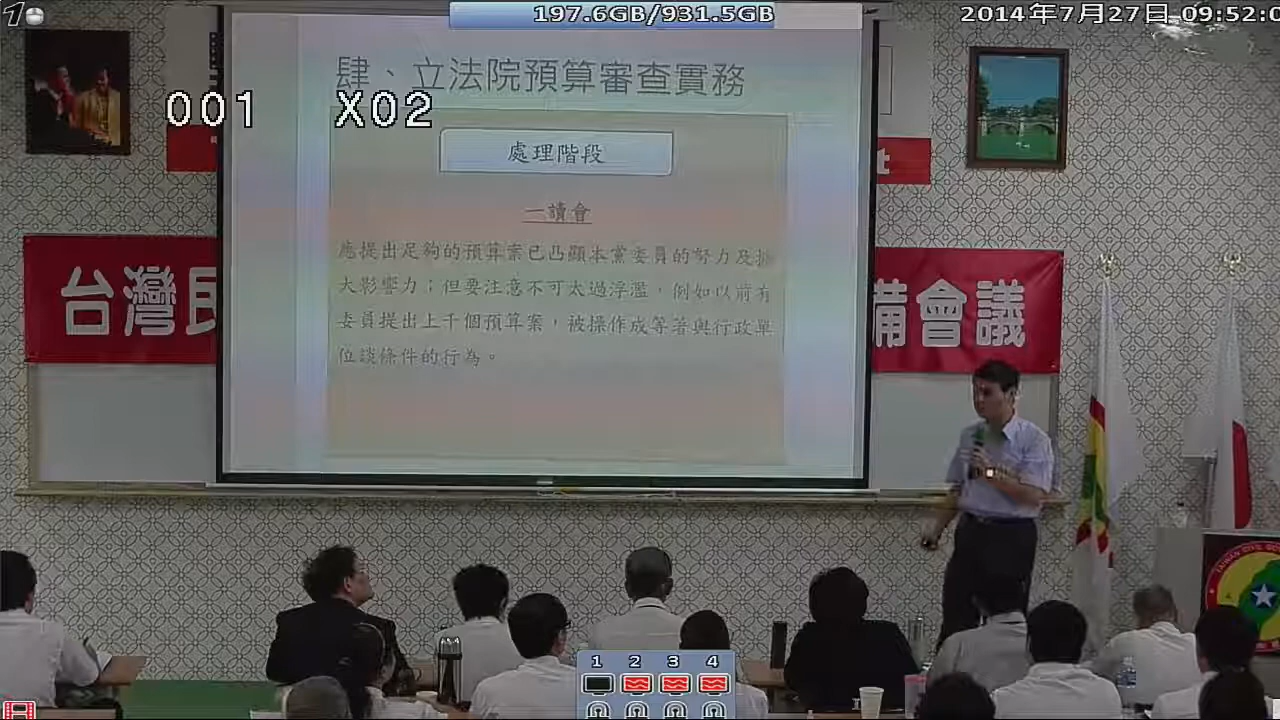 197.6GB/931.5GB
2014年7月27日 09:52:0
001 X02
肆、立法院預算審查實務
處理階段
一讀會
應提出足夠的預算案已凸顯本黨委員的努力及擴
大影響力；但要注意不可太過浮濫，例如以前有
委員提出上千個預算案，被操作成等著與行政單
位談條件的行為。
t
台灣民
備會議
1 2 3 4